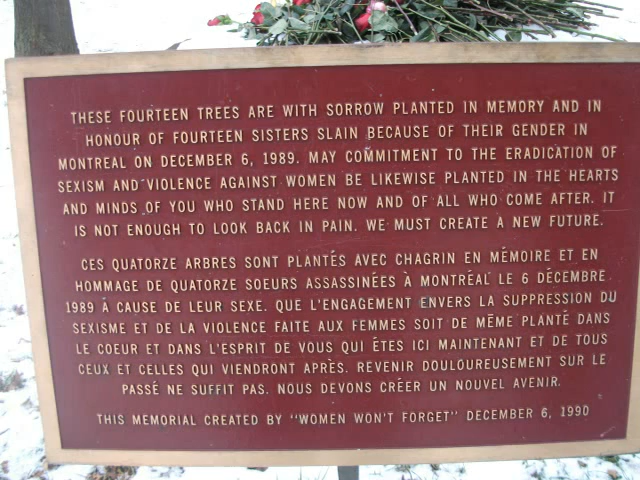 THESE FOURTEEN TREES ARE WITH SORROW PLANTED IN MEMORY AND IN
HONOUR OF FOURTEEN SISTERS SLAIN BECAUSE OF THEIR GENDER IN
MONTREAL ON DECEMBER 6, 1989. MAY COMMITMENT TO THE ERADICATION OF
SEXISM AND VIOLENCE AGAINST WOMEN BE LIKEWISE PLANTED IN THE HEARTS
AND MINDS OF YOU WHO STAND HERE NOW AND OF ALL WHO COME AFTER. IT
IS NOT ENOUGH TO LOOK BACK IN PAIN. WE MUST CREATE A NEW FUTURE.
CES QUATORZE ARBRES SONT PLANTÉS AVEC CHAGRIN EN MÉMOIRE ET EN
HOMMAGE DE QUATORZE SOEURS ASSASSINÉES À MONTRÉAL LE 6 DÉCEMBRE
1989 À CAUSE DE LEUR SEXE. QUE L'ENGAGEMENT ENVERS LA SUPPRESSION DU
SEXISME ET DE LA VIOLENCE FAITE AUX FEMMES SOIT DE MÊME PLANTÉ DANS
LE COEUR ET DANS L'ESPRIT DE VOUS QUI ÊTES ICI MAINTENANT ET DE TOUS
CEUX ET CELLES QUI VIENDRONT APRÈS. REVENIR DOULOUREUSEMENT SUR LE
PASSÉ NE SUFFIT PAS. NOUS DEVONS CRÉER UN NOUVEL AVENIR.
THIS MEMORIAL CREATED BY "WOMEN WON'T FORGET" DECEMBER 6, 1990